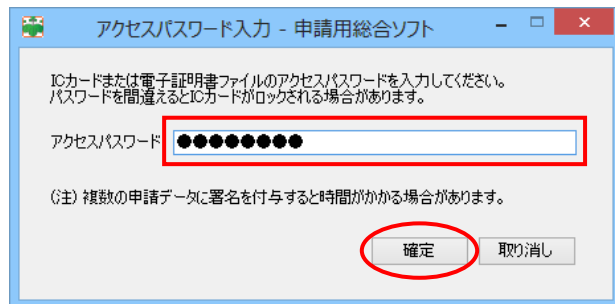 アクセスパスワード入力 - 申請用総合ソフト
ICカードまたは電子証明書ファイルのアクセスパスワードを入力してください。
パスワードを間違えるとICカードがロックされる場合があります。
アクセスパスワード ●●●●●●●●
(注) 複数の申請データに署名を付与すると時間がかかる場合があります。
確定 取り消し